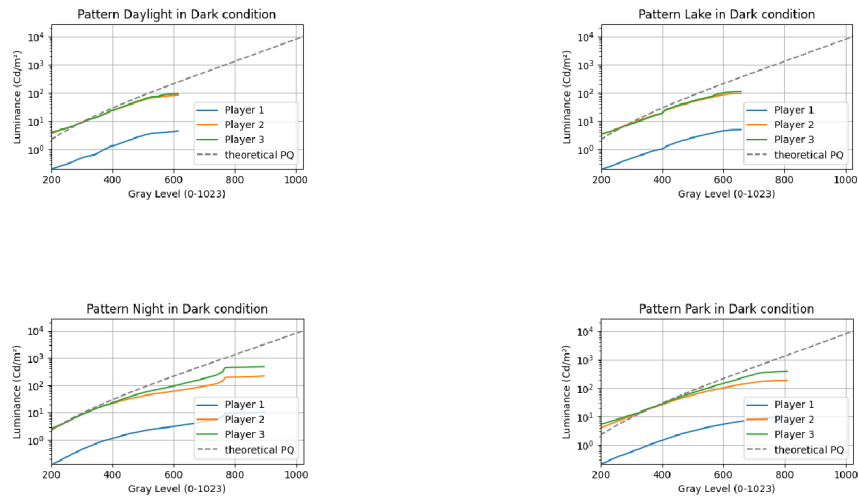 Pattern Daylight in Dark condition
Luminance (Cd/m²)
10⁴
10³
10²
10¹
10⁰
Player 1
Player 2
Player 3
theoretical PQ
200 400 600 800 1000
Gray Level (0-1023)
Pattern Lake in Dark condition
Luminance (Cd/m²)
10⁴
10³
10²
10¹
10⁰
Player 1
Player 2
Player 3
theoretical PQ
200 400 600 800 1000
Gray Level (0-1023)
Pattern Night in Dark condition
Luminance (Cd/m²)
10⁴
10³
10²
10¹
10⁰
Player 1
Player 2
Player 3
theoretical PQ
200 400 600 800 1000
Gray Level (0-1023)
Pattern Park in Dark condition
Luminance (Cd/m²)
10⁴
10³
10²
10¹
10⁰
Player 1
Player 2
Player 3
theoretical PQ
200 400 600 800 1000
Gray Level (0-1023)